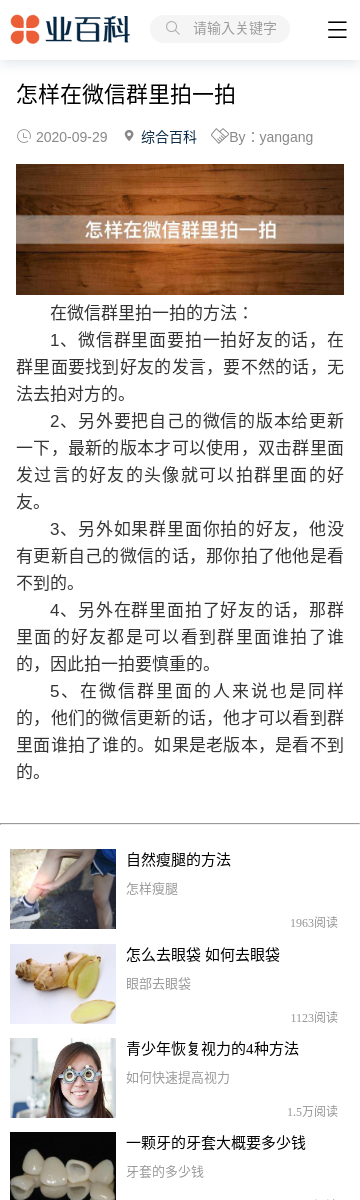 业百科
请输入关键字
怎样在微信群里拍一拍
2020-09-29 综合百科 By：yangang
怎样在微信群里拍一拍
在微信群里拍一拍的方法：
1、微信群里面要拍一拍好友的话，在
群里面要找到好友的发言，要不然的话，无
法去拍对方的。
2、另外要把自己的微信的版本给更新
一下，最新的版本才可以使用，双击群里面
发过言的好友的头像就可以拍群里面的好
友。
3、另外如果群里面你拍的好友，他没
有更新自己的微信的话，那你拍了他他是看
不到的。
4、另外在群里面拍了好友的话，那群
里面的好友都是可以看到群里面谁拍了谁
的，因此拍一拍要慎重的。
5、在微信群里面的人来说也是同样
的，他们的微信更新的话，他才可以看到群
里面谁拍了谁的。如果是老版本，是看不到
的。
自然瘦腿的方法
怎样瘦腿
1963阅读
怎么去眼袋 如何去眼袋
眼部去眼袋
1123阅读
青少年恢复视力的4种方法
如何快速提高视力
1.5万阅读
一颗牙的牙套大概要多少钱
牙套的多少钱